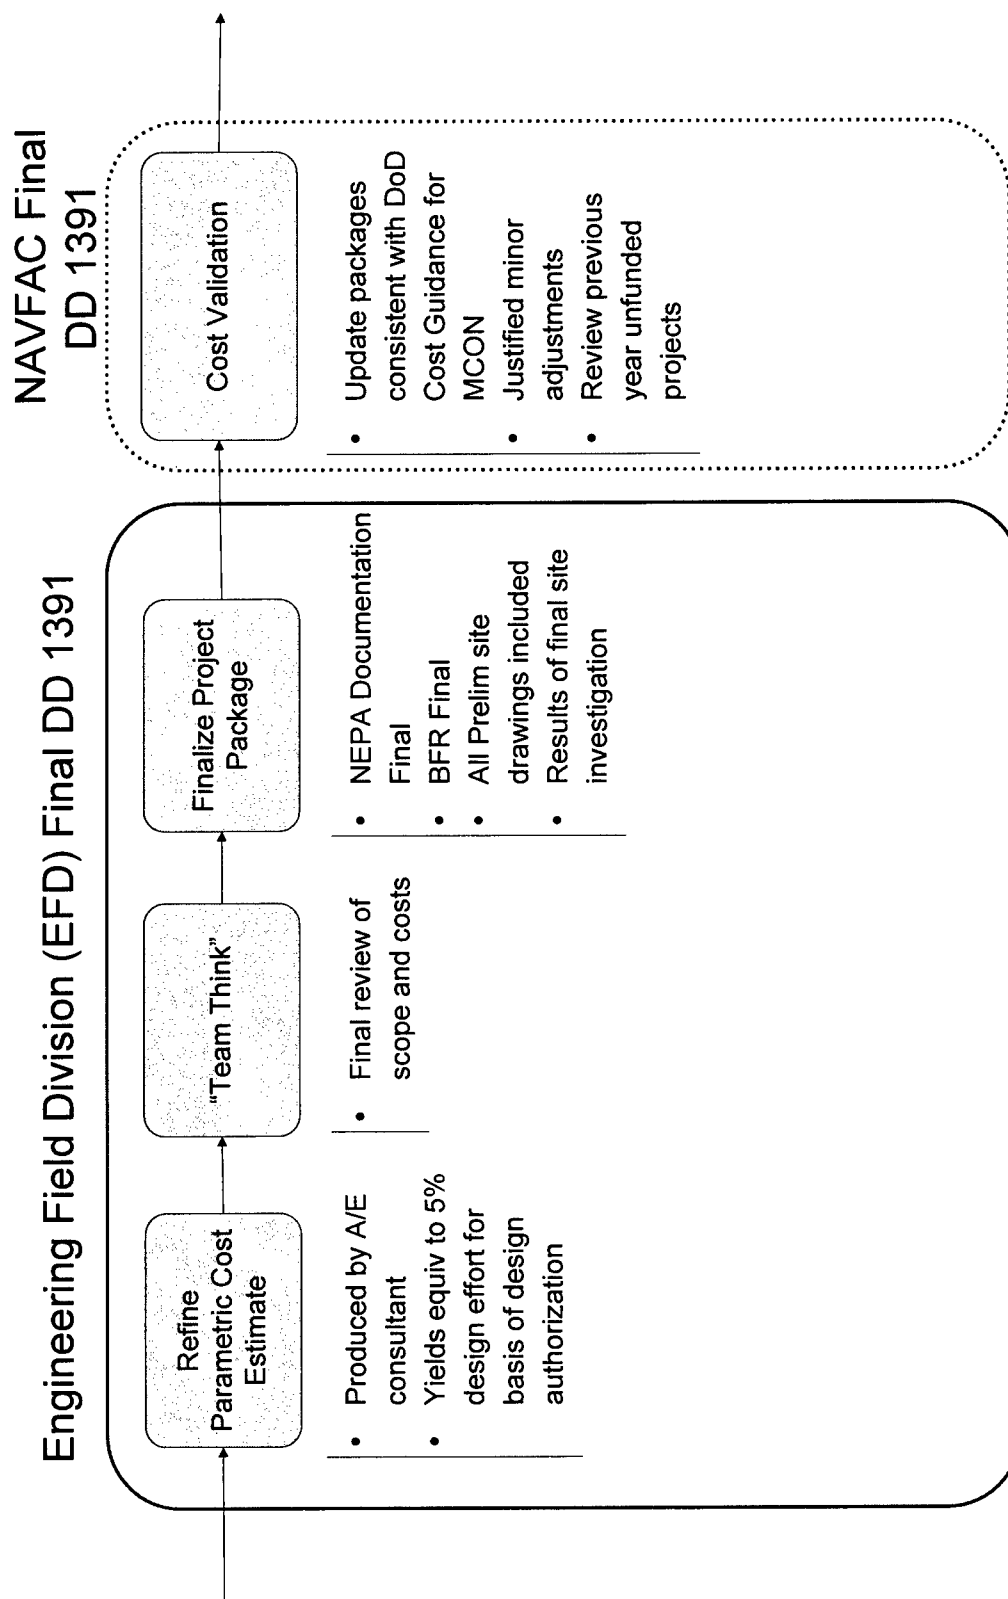 Engineering Field Division (EFD) Final DD 1391
Refine
Parametric Cost
Estimate
• Produced by A/E
consultant
• Yields equiv to 5%
design effort for
basis of design
authorization
“Team Think”
• Final review of
scope and costs
Finalize Project
Package
• NEPA Documentation
Final
• BFR Final
• All Prelim site
drawings included
• Results of final site
investigation
NAVFAC Final
DD 1391
Cost Validation
• Update packages
consistent with DoD
Cost Guidance for
MCON
• Justified minor
adjustments
• Review previous
year unfunded
projects